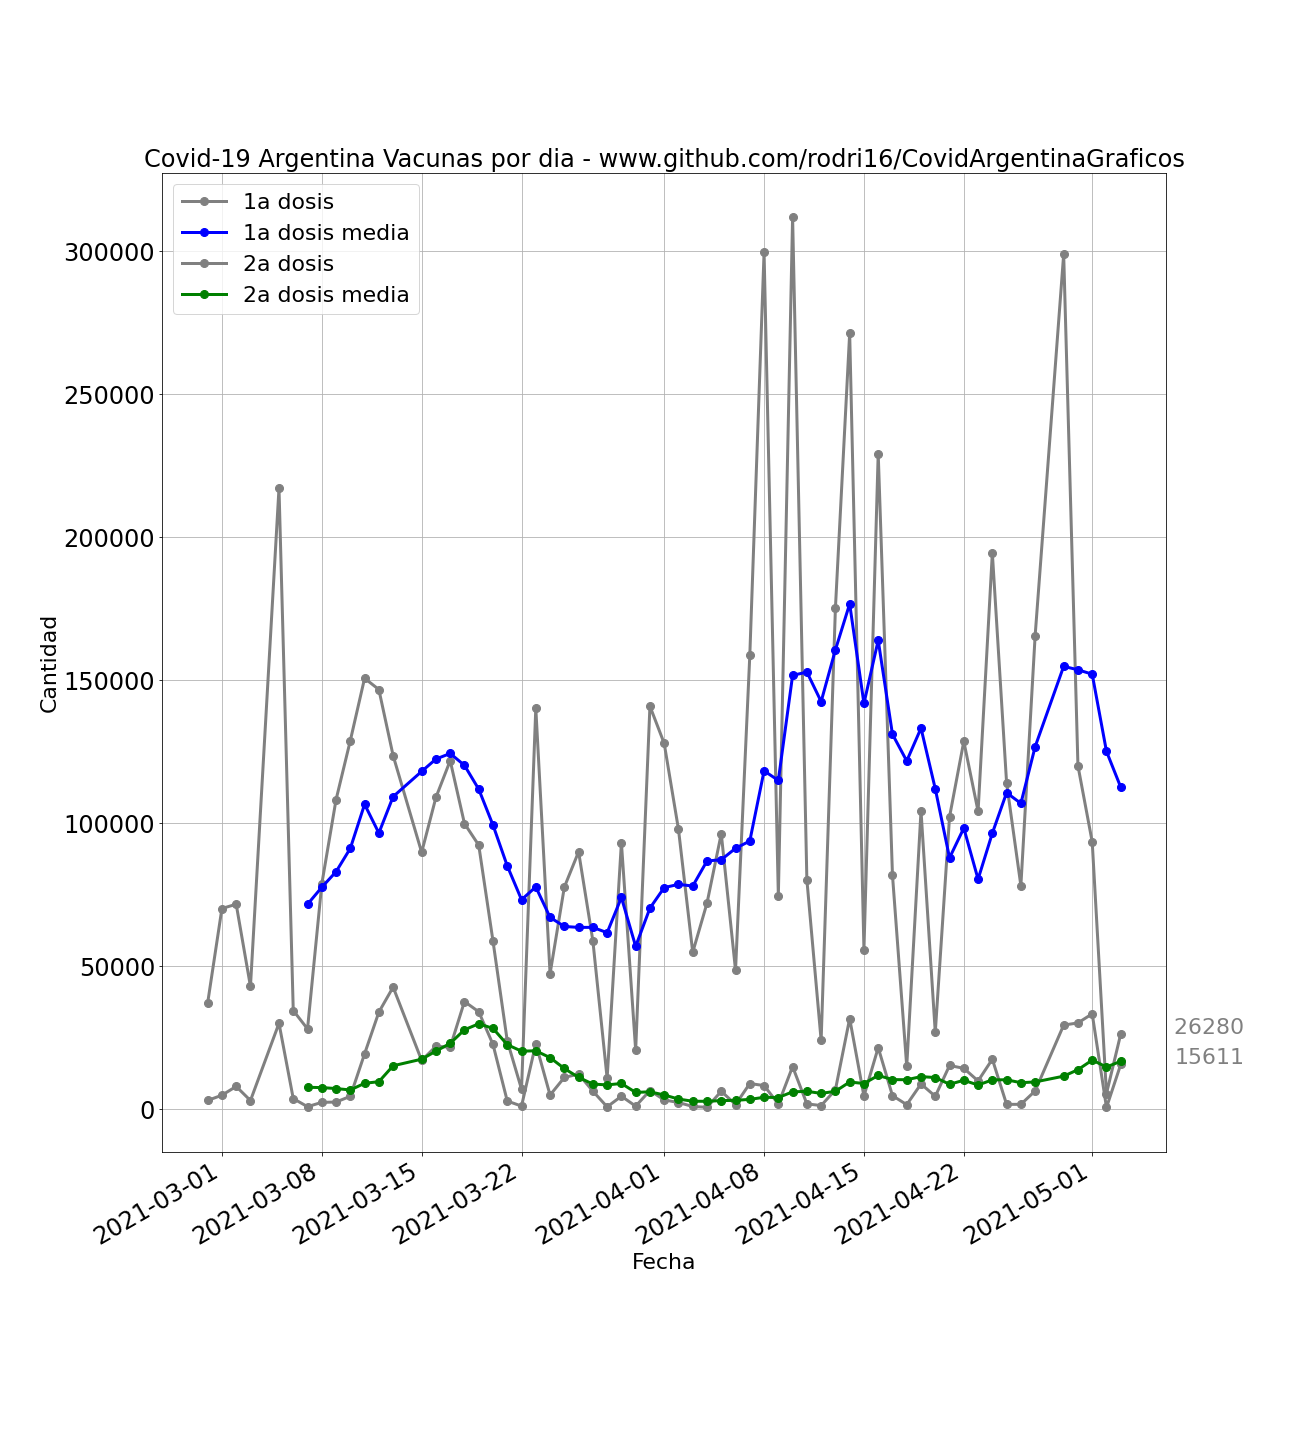 Covid-19 Argentina Vacunas por dia - www.github.com/rodri16/CovidArgentinaGraficos
1a dosis
1a dosis media
2a dosis
2a dosis media
300000
250000
200000
150000
100000
50000
0
Cantidad
26280
15611
2021-03-01
2021-03-08
2021-03-15
2021-03-22
2021-04-01
2021-04-08
2021-04-15
2021-04-22
2021-05-01
Fecha